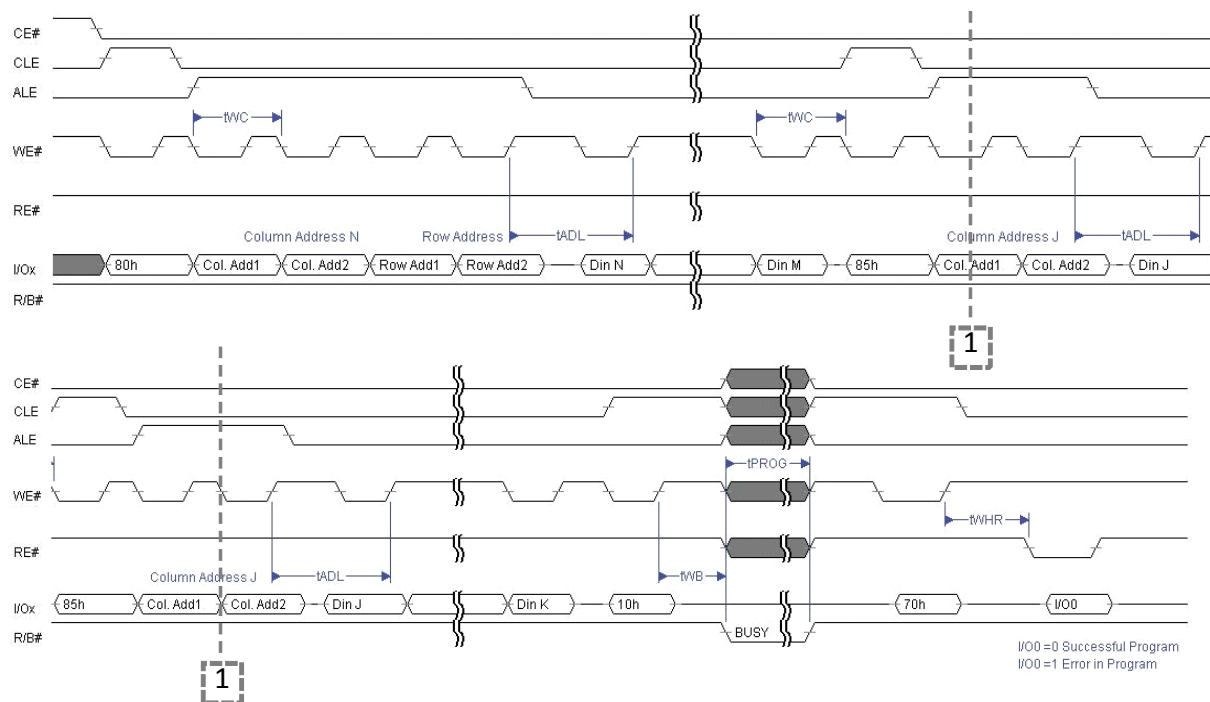 CE#
CLE
ALE
tWC tWC
WE#
RE#
Column Address N Row Address tADL Column Address J tADL
I/Ox 80h Col. Add1 Col. Add2 Row Add1 Row Add2 Din N Din M 85h Col. Add1 Col. Add2 Din J
R/B#
1
CE#
CLE
ALE
tPROG
WE#
tWHR
RE#
Column Address J tADL tWB
I/Ox 85h Col. Add1 Col. Add2 Din J Din K 10h 70h I/O0
R/B# BUSY
I/O0 =0 Successful Program
I/O0 =1 Error in Program
1